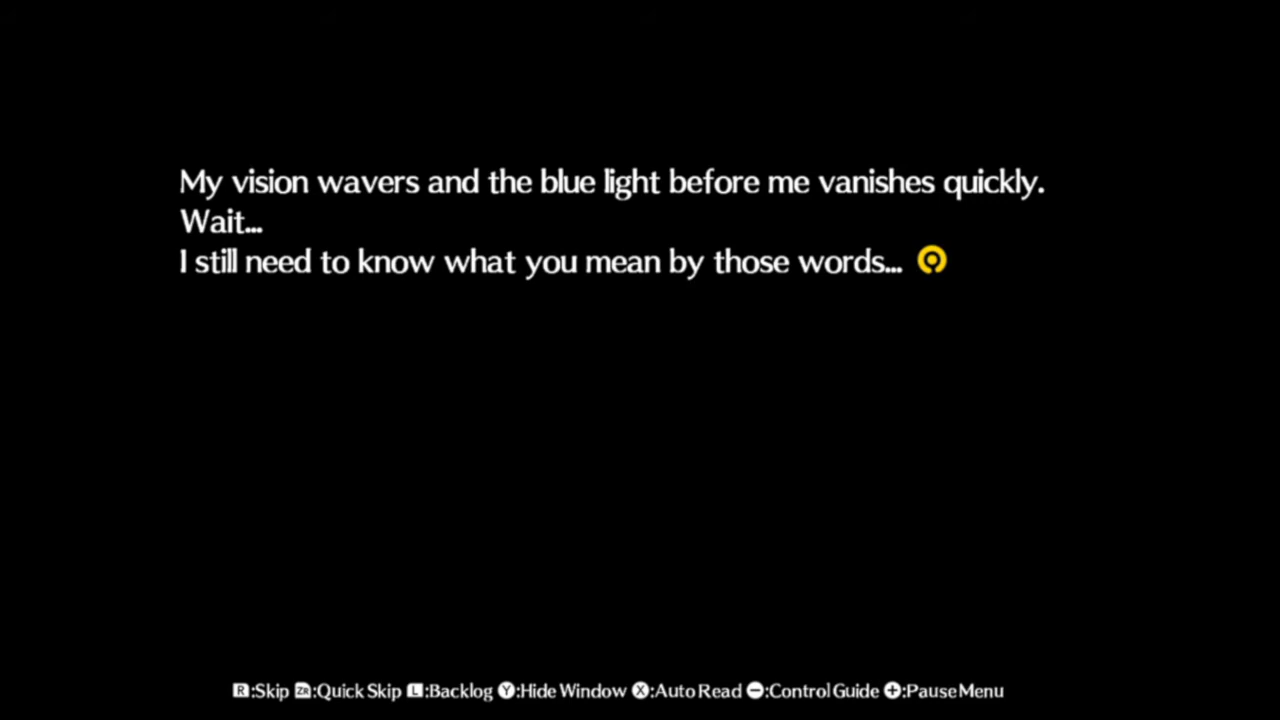 My vision wavers and the blue light before me vanishes quickly.
Wait...
I still need to know what you mean by those words...
R:Skip ZR:Quick Skip L:Backlog Y:Hide Window X:Auto Read -:Control Guide +:Pause Menu